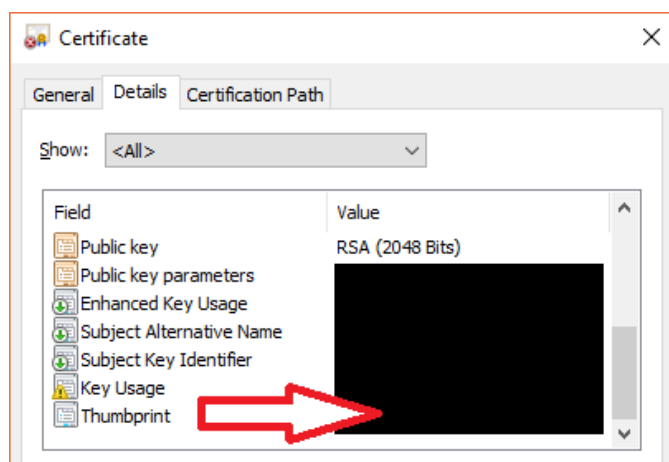 Certificate
General Details Certification Path
Show: <All>
Field Value
Public key RSA (2048 Bits)
Public key parameters
Enhanced Key Usage
Subject Alternative Name
Subject Key Identifier
Key Usage
Thumbprint